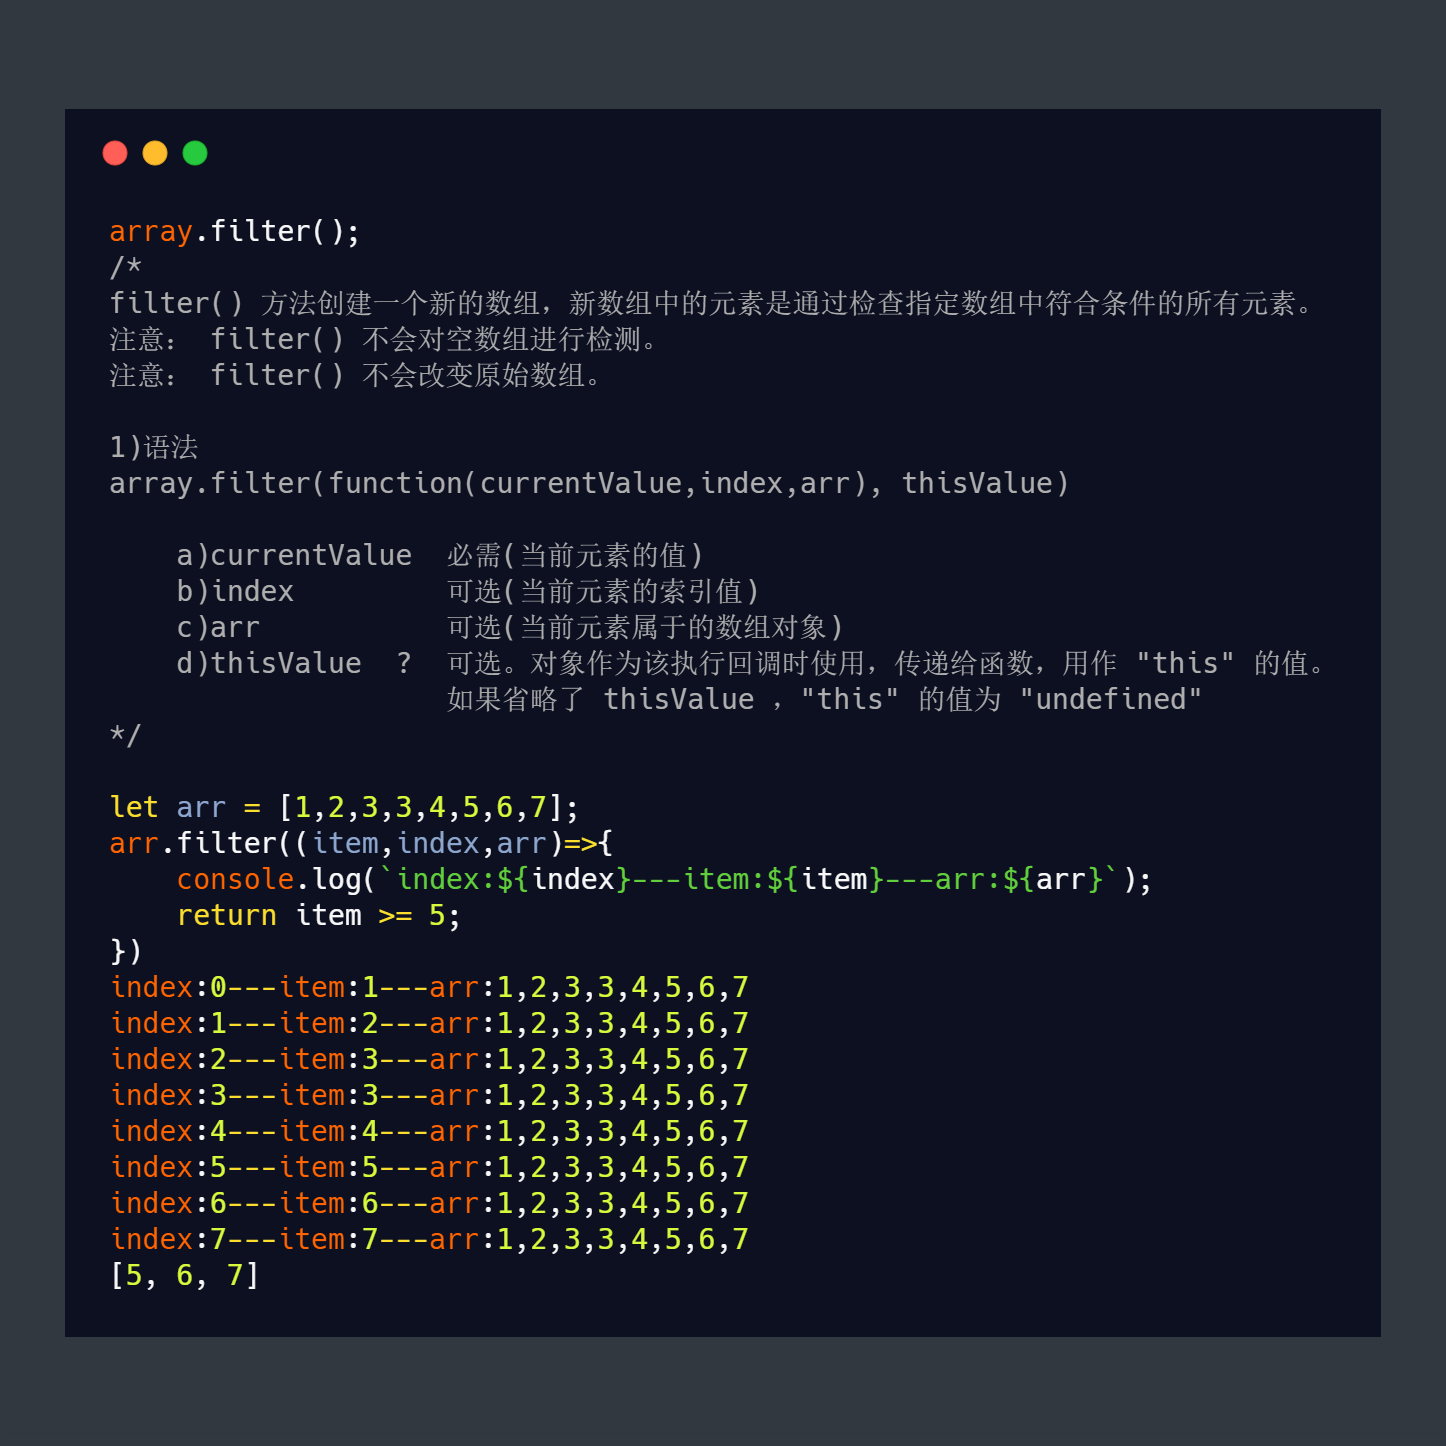 array.filter();
/*
filter() 方法创建一个新的数组，新数组中的元素是通过检查指定数组中符合条件的所有元素。
注意： filter() 不会对空数组进行检测。
注意： filter() 不会改变原始数组。

1)语法
array.filter(function(currentValue,index,arr), thisValue)

    a)currentValue  必需(当前元素的值)
    b)index         可选(当前元素的索引值)
    c)arr           可选(当前元素属于的数组对象)
    d)thisValue  ?  可选。对象作为该执行回调时使用，传递给函数，用作 "this" 的值。
                    如果省略了 thisValue ，"this" 的值为 "undefined"
*/

let arr = [1,2,3,3,4,5,6,7];
arr.filter((item,index,arr)=>{
    console.log(`index:${index}---item:${item}---arr:${arr}`);
    return item >= 5;
})
index:0---item:1---arr:1,2,3,3,4,5,6,7
index:1---item:2---arr:1,2,3,3,4,5,6,7
index:2---item:3---arr:1,2,3,3,4,5,6,7
index:3---item:3---arr:1,2,3,3,4,5,6,7
index:4---item:4---arr:1,2,3,3,4,5,6,7
index:5---item:5---arr:1,2,3,3,4,5,6,7
index:6---item:6---arr:1,2,3,3,4,5,6,7
index:7---item:7---arr:1,2,3,3,4,5,6,7
[5, 6, 7]